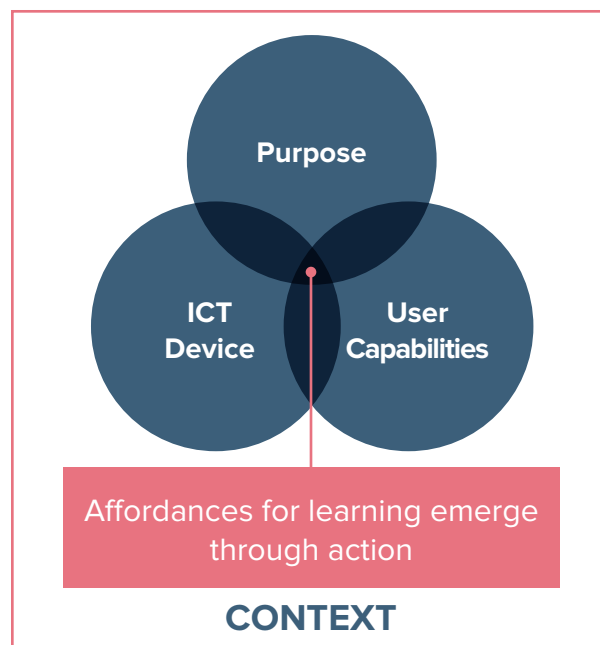 Purpose
ICT
Device
User
Capabilities
Affordances for learning emerge
through action
CONTEXT